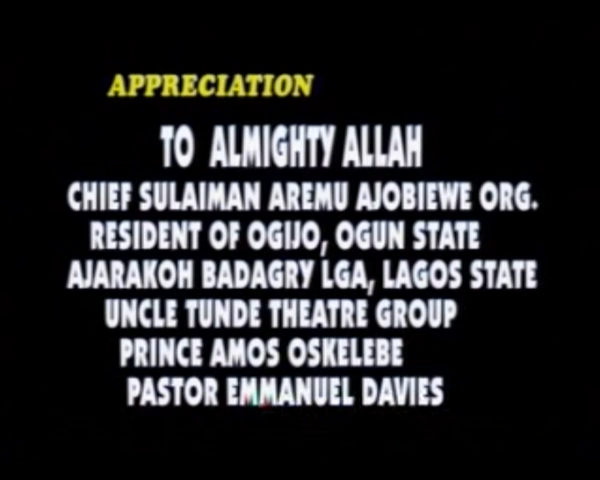 APPRECIATION
TO ALMIGHTY ALLAH
CHIEF SULAIMAN AREMU AJOBIEWE ORG.
RESIDENT OF OGIJO, OGUN STATE
AJARAKOH BADAGRY LGA, LAGOS STATE
UNCLE TUNDE THEATRE GROUP
PRINCE AMOS OSKELEBE
PASTOR EMMANUEL DAVIES